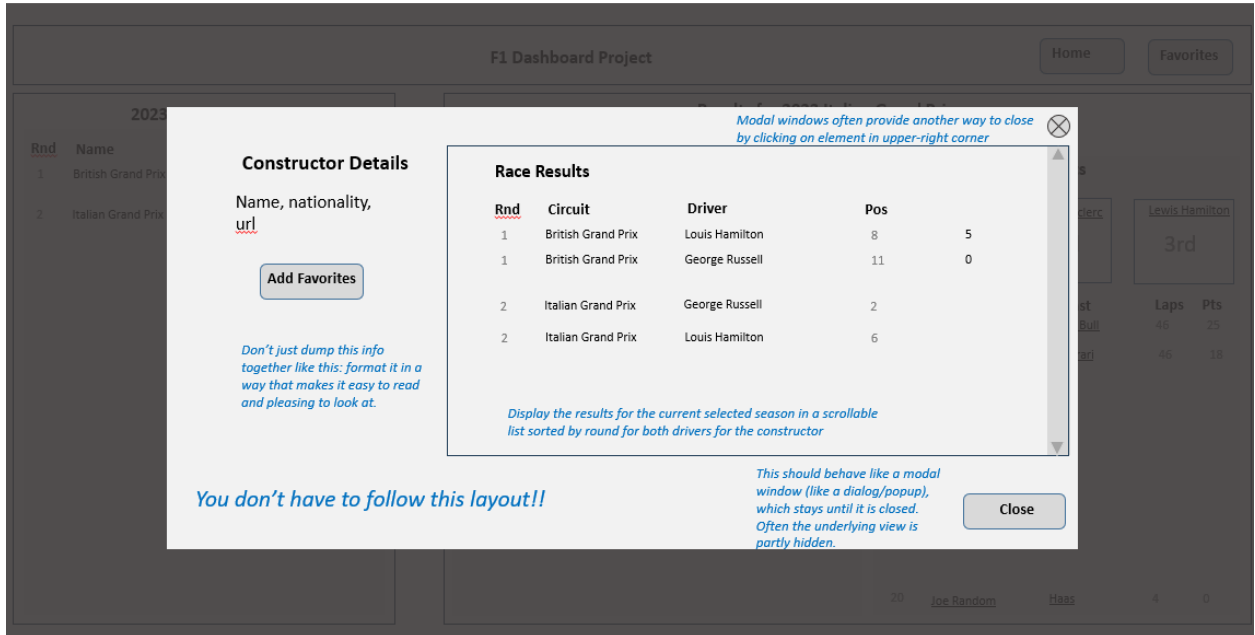 F1 Dashboard Project
Home
Favorites
2023
Rnd Name
1 British Grand Prix
2 Italian Grand Prix
Modal windows often provide another way to close
by clicking on element in upper-right corner
Constructor Details
Name, nationality,
url
Add Favorites
Don't just dump this info
together like this: format it in a
way that makes it easy to read
and pleasing to look at.
Race Results
Rnd Circuit Driver Pos
1 British Grand Prix Louis Hamilton 8 5
1 British Grand Prix George Russell 11 0
2 Italian Grand Prix George Russell 2
2 Italian Grand Prix Louis Hamilton 6
Display the results for the current selected season in a scrollable
list sorted by round for both drivers for the constructor
You don't have to follow this layout!!
This should behave like a modal
window (like a dialog/popup),
which stays until it is closed.
Often the underlying view is
partly hidden.
Close
Lewis Hamilton
3rd
Laps Pts
Bull 46 25
46 18
20 Joe Random Haas 4 0